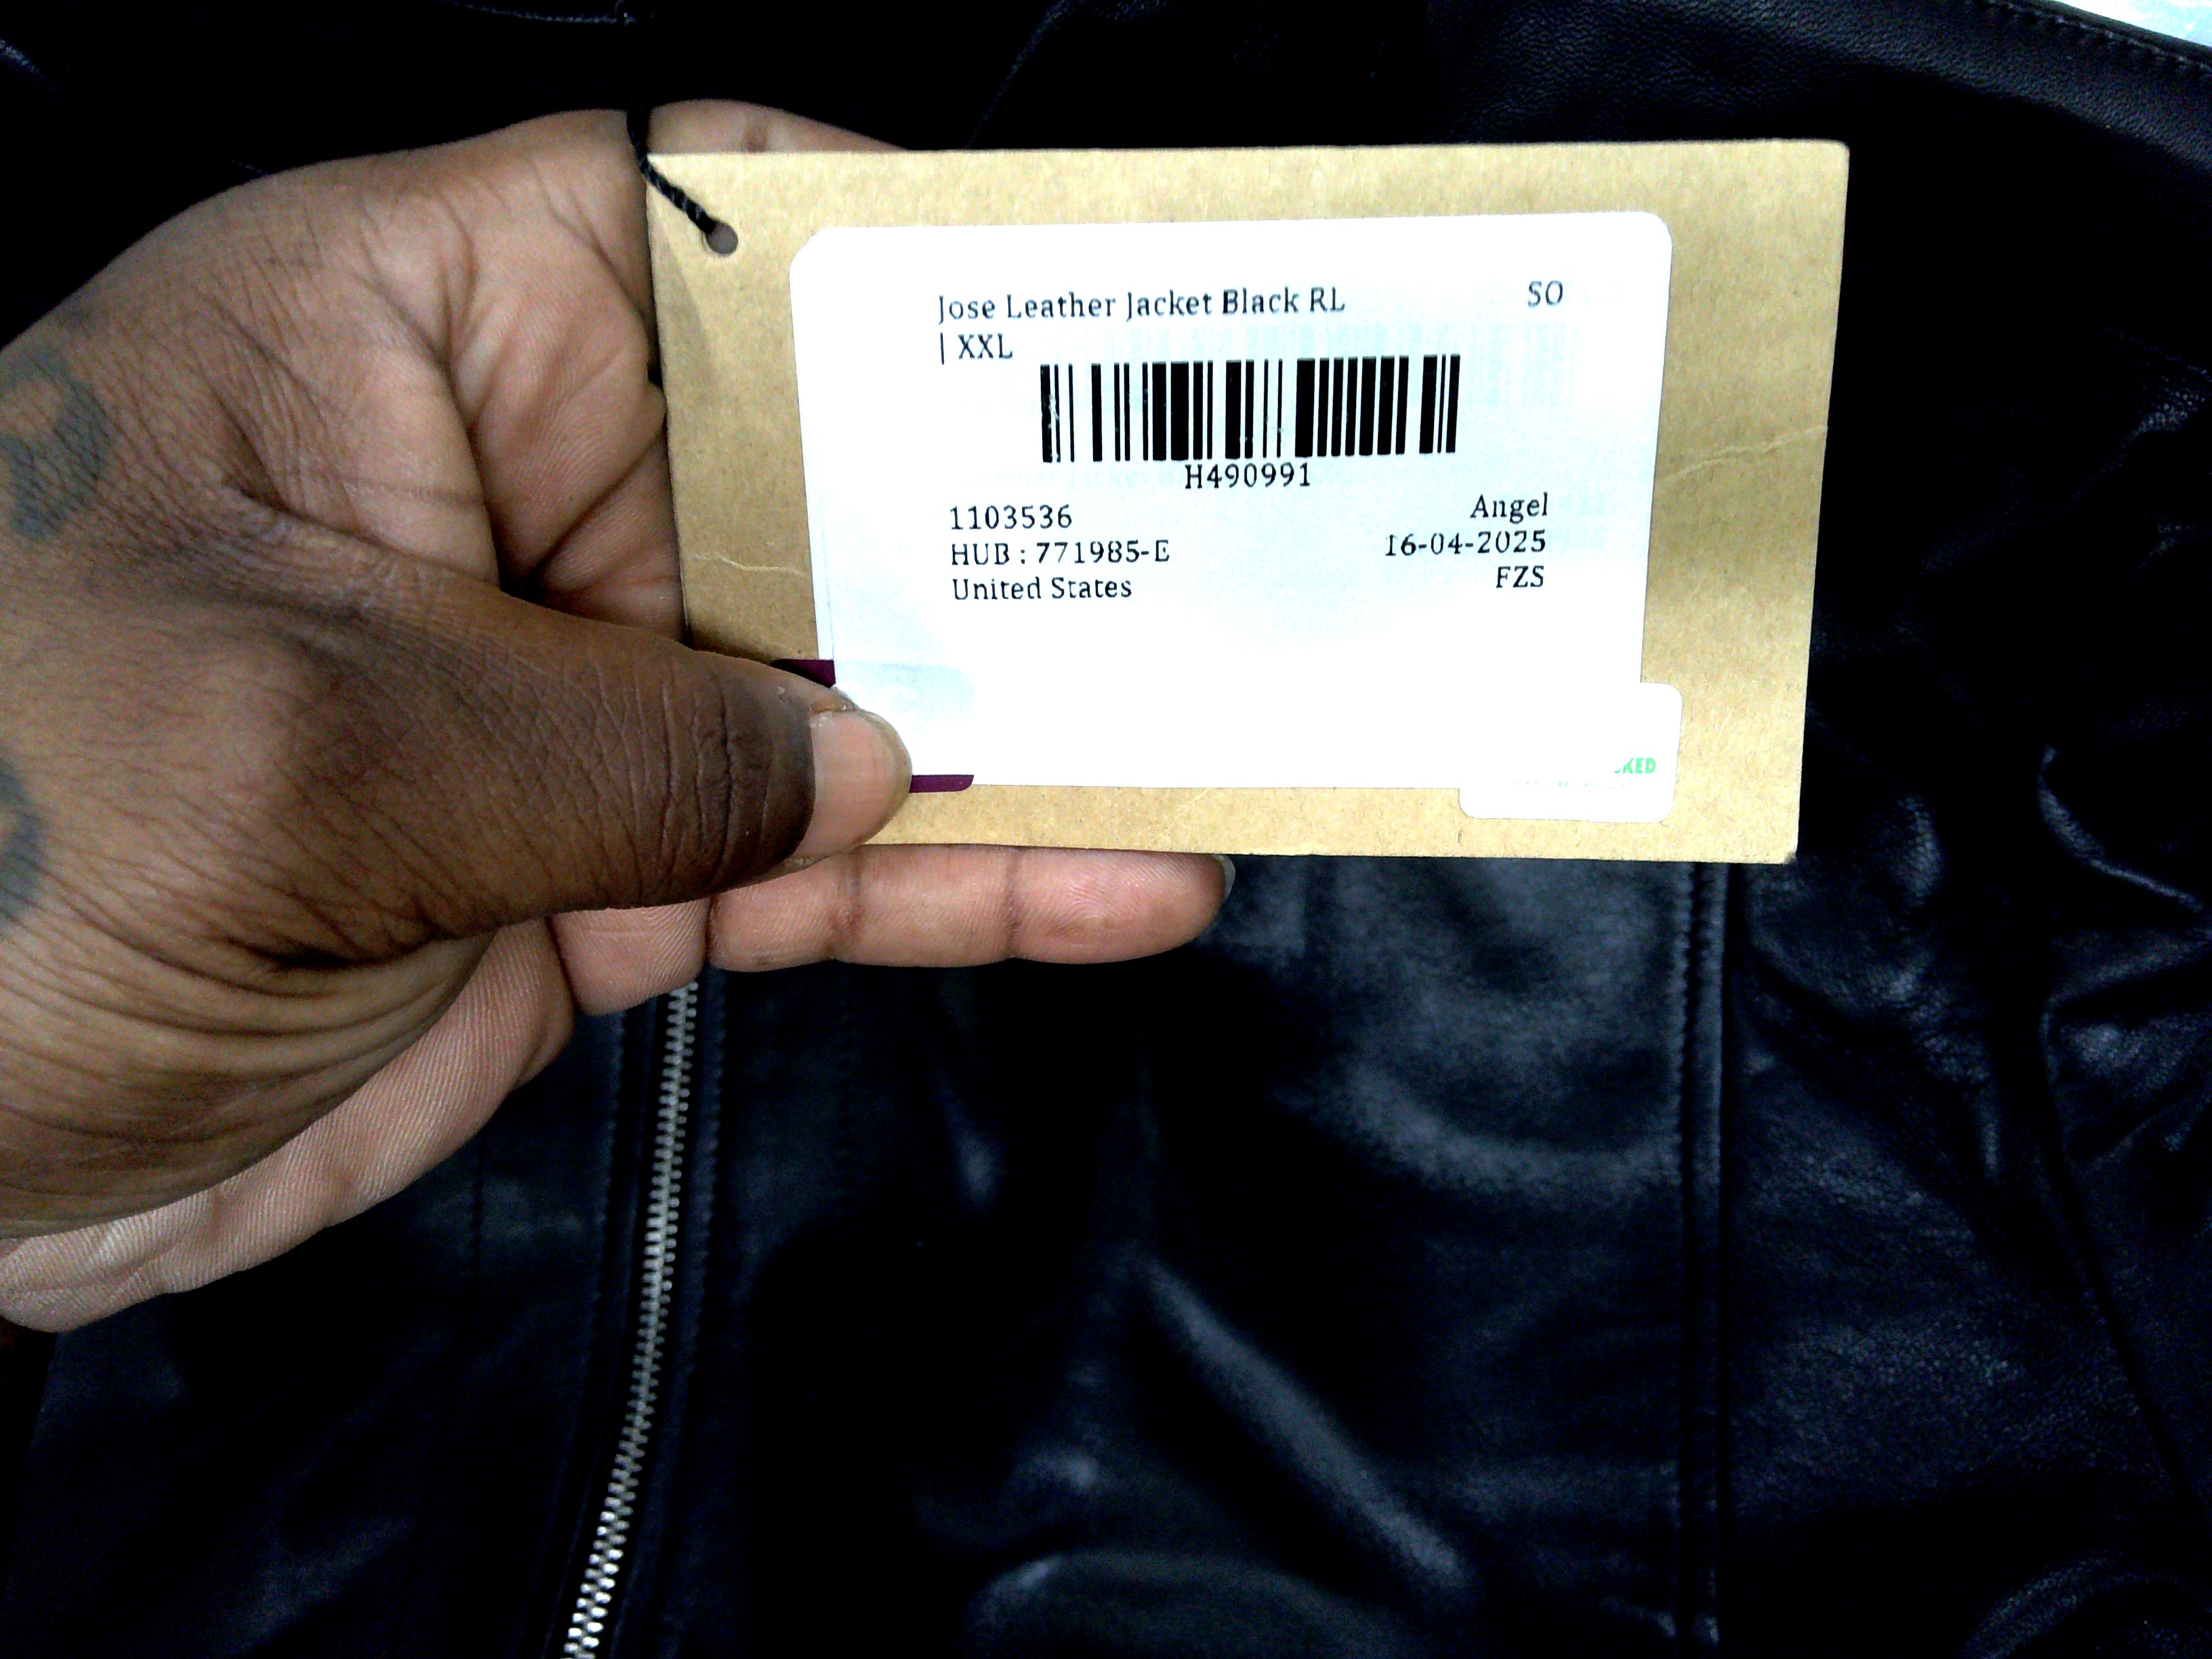 Jose Leather Jacket Black RL SO
| XXL
H490991
1103536 Angel
HUB : 771985-E 16-04-2025
United States FZS